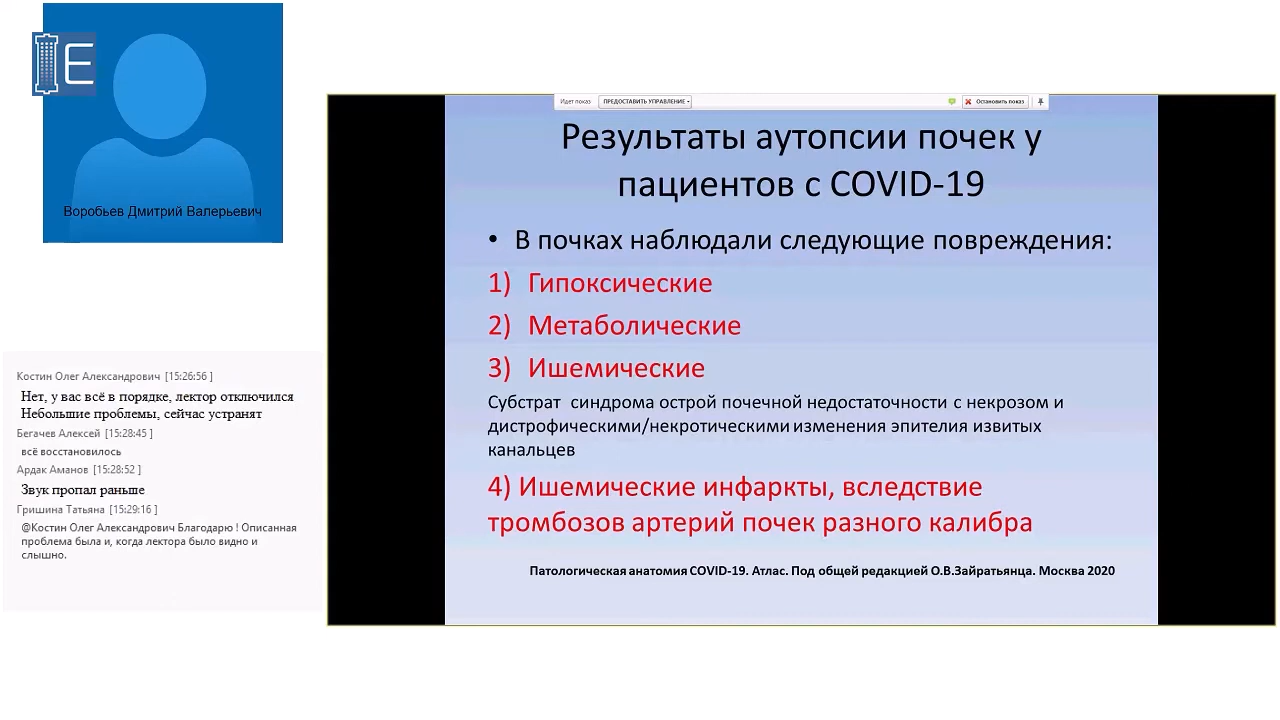 IE
Воробьев Дмитрий Валерьевич
Костин Олег Александрович [15:26:56 ]
Нет, у вас всё в порядке, лектор отключился
Небольшие проблемы, сейчас устранят
Бегачев Алексей [15:28:45 ]
всё восстановилось
Ардак Аманов [15:28:52 ]
Звук пропал раньше
Гришина Татьяна [15:29:16 ]
@Костин Олег Александрович Благодарю ! Описанная
проблема была и, когда лектора было видно и
слышно.
Идет показ ПРЕДОСТАВИТЬ УПРАВЛЕНИЕ Остановить показ
Результаты аутопсии почек у
пациентов с COVID-19
• В почках наблюдали следующие повреждения:
1) Гипоксические
2) Метаболические
3) Ишемические
Субстрат синдрома острой почечной недостаточности с некрозом и
дистрофическими/некротическими изменения эпителия извитых
канальцев
4) Ишемические инфаркты, вследствие
тромбозов артерий почек разного калибра
Патологическая анатомия COVID-19. Атлас. Под общей редакцией О.В.Зайратьянца. Москва 2020